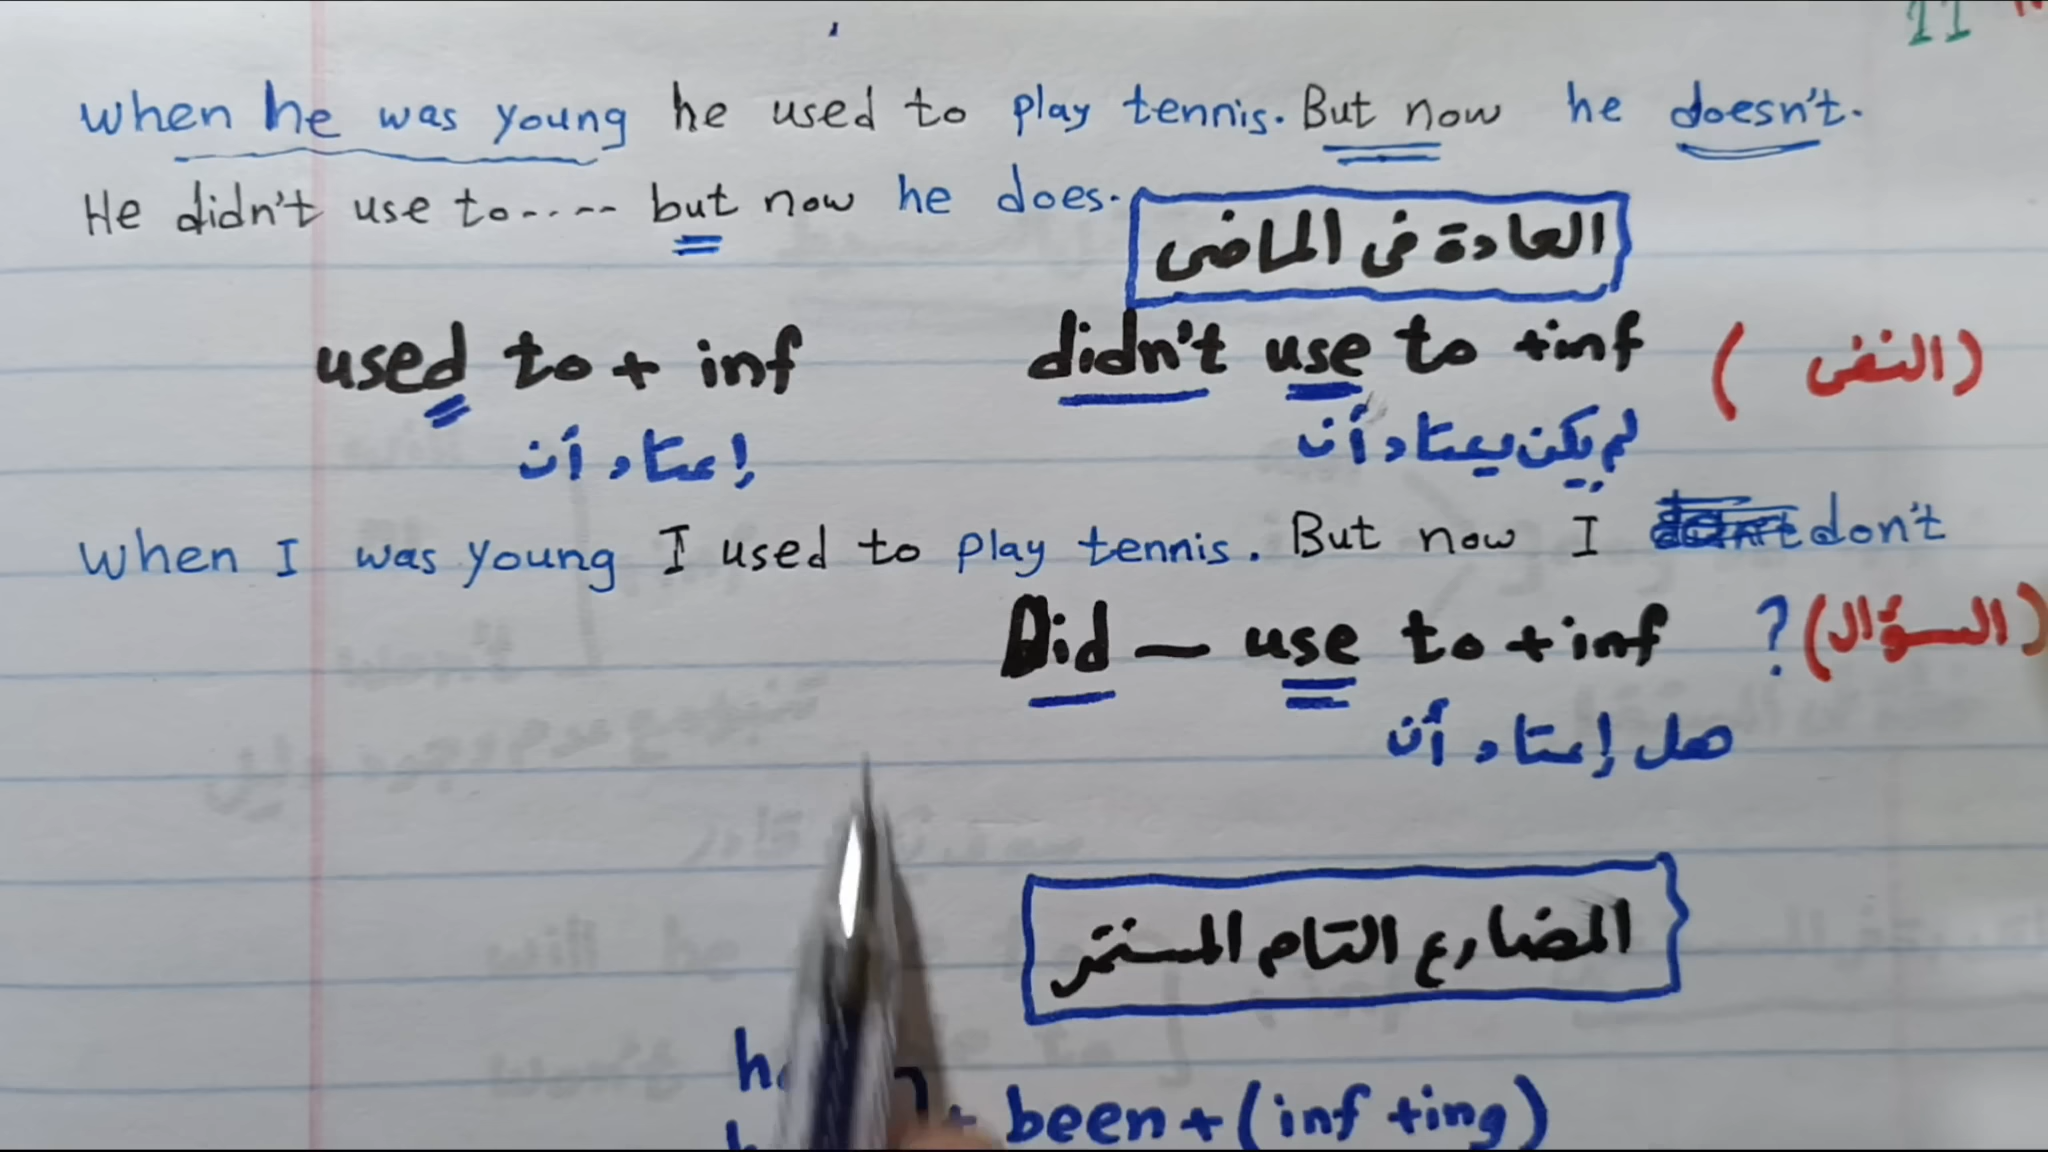 11
when he was young he used to play tennis. But now he doesn't.
He didn't use to..... but now he does.
العادة فى الماضى
used to + inf
didn't use to +inf (النفى)
إعتاد أن
لم يكن يعتاد أن
when I was young I used to play tennis. But now I don't
Did — use to + inf ? (السؤال)
هل إعتاد أن
المضارع التام المستمر
+ been + (inf +ing)